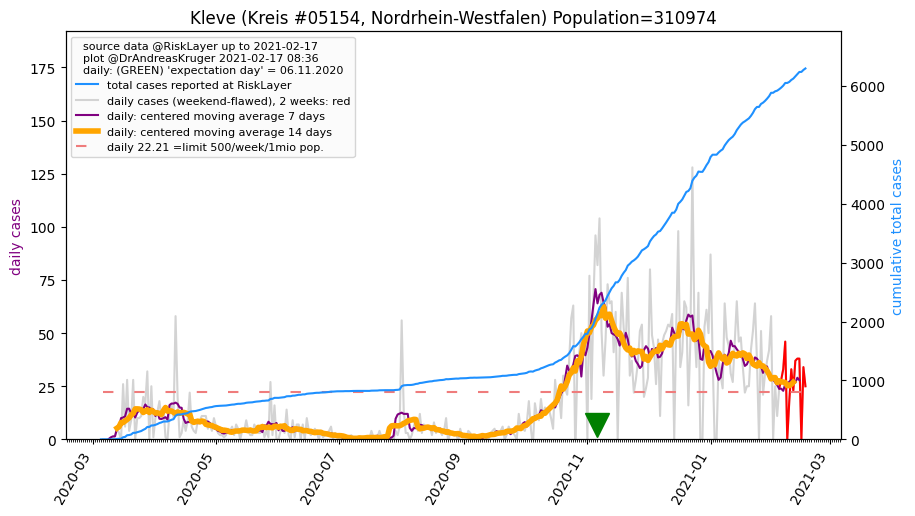 Kleve (Kreis #05154, Nordrhein-Westfalen) Population=310974
source data @RiskLayer up to 2021-02-17
plot @DrAndreasKruger 2021-02-17 08:36
daily: (GREEN) 'expectation day' = 06.11.2020
total cases reported at RiskLayer
daily cases (weekend-flawed), 2 weeks: red
daily: centered moving average 7 days
daily: centered moving average 14 days
daily 22.21 =limit 500/week/1mio pop.
daily cases
175
150
125
100
75
50
25
0
cumulative total cases
6000
5000
4000
3000
2000
1000
0
2020-03
2020-05
2020-07
2020-09
2020-11
2021-01
2021-03